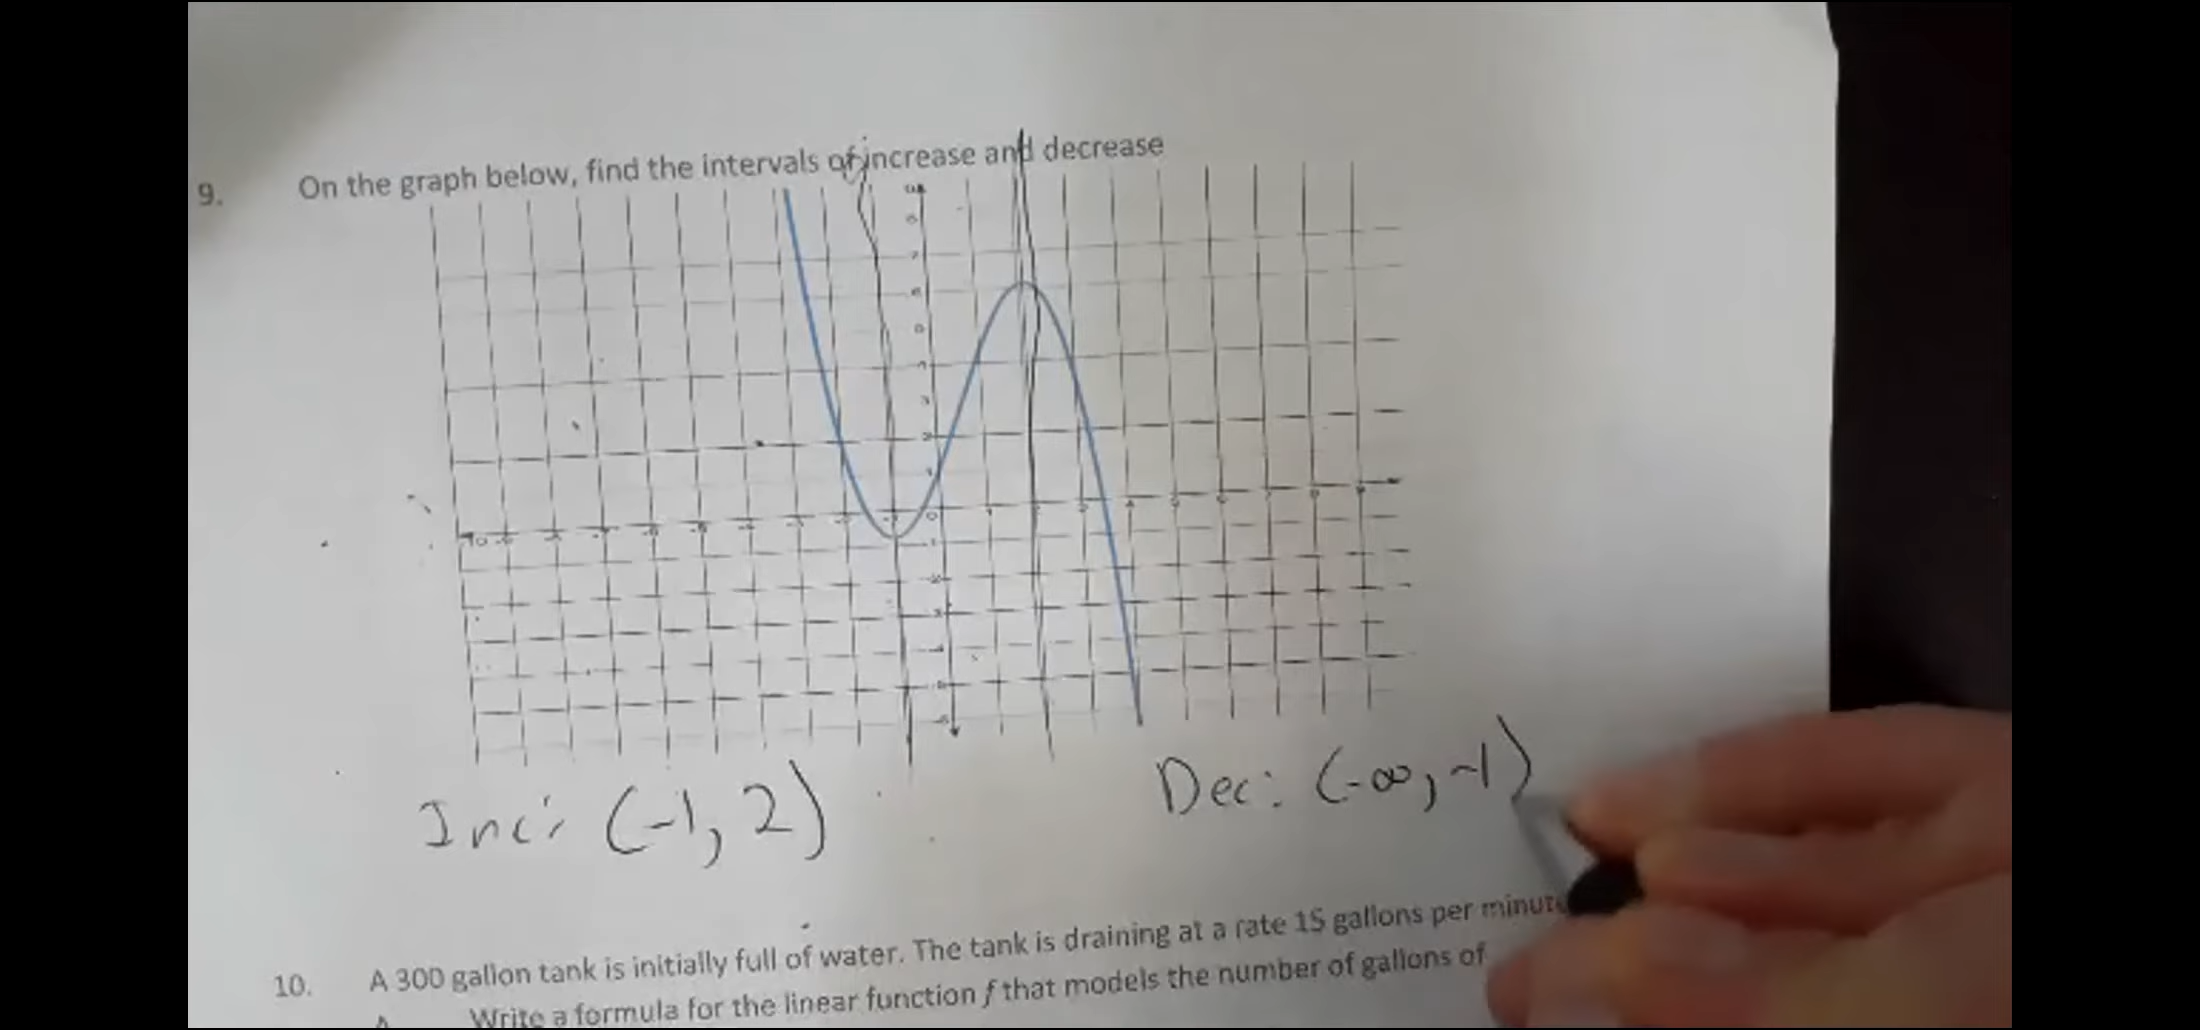 9. On the graph below, find the intervals of increase and decrease
Inc: (-1, 2)
Dec: (-∞, -1)
10. A 300 gallon tank is initially full of water. The tank is draining at a rate 15 gallons per minute
Write a formula for the linear function f that models the number of gallons of